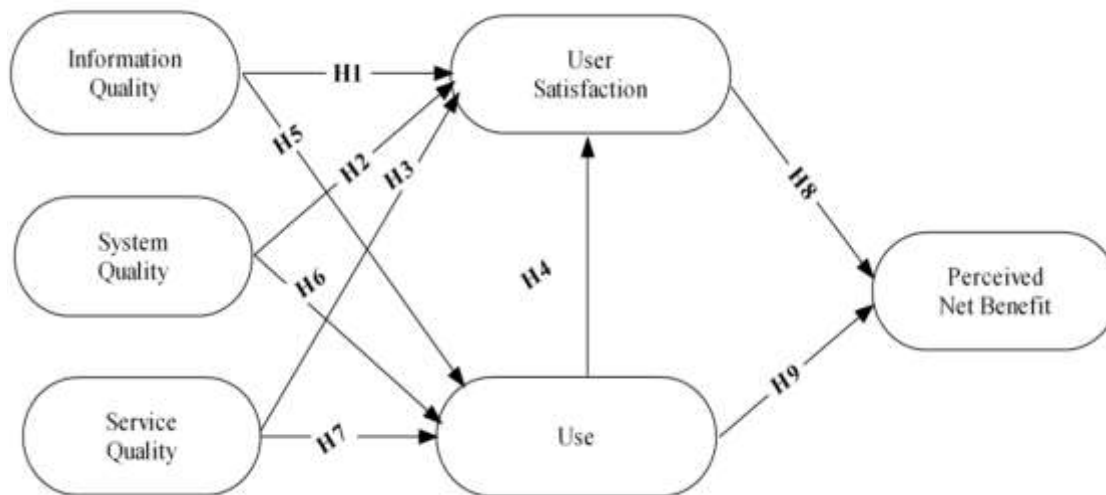 Information
Quality
H1
User
Satisfaction
H5
H2
H3
H8
System
Quality
H6
H4
Perceived
Net Benefit
Service
Quality
H7
Use
H9